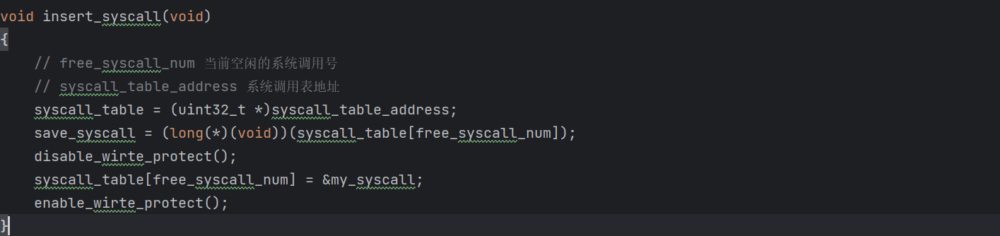 void insert_syscall(void)
{
    // free_syscall_num 当前空闲的系统调用号
    // syscall_table_address 系统调用表地址
    syscall_table = (uint32_t *)syscall_table_address;
    save_syscall = (long(*)(void))(syscall_table[free_syscall_num]);
    disable_wirte_protect();
    syscall_table[free_syscall_num] = &my_syscall;
    enable_wirte_protect();
}